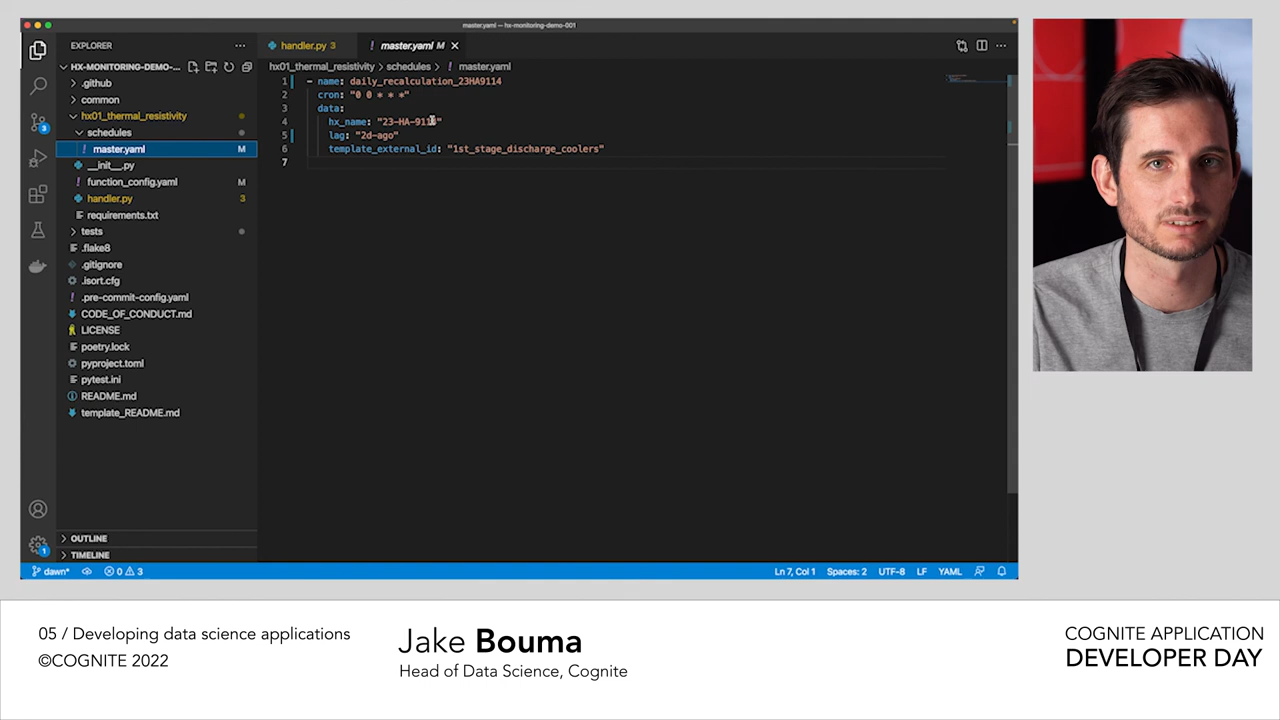 master.yaml — hx-monitoring-demo-001
EXPLORER
HX-MONITORING-DEMO-...
.github
common
hx01_thermal_resistivity
schedules
master.yaml M
__init__.py
function_config.yaml M
handler.py 3
requirements.txt
tests
.flake8
.gitignore
.isort.cfg
.pre-commit-config.yaml
CODE_OF_CONDUCT.md
LICENSE
poetry.lock
pyproject.toml
pytest.ini
README.md
template_README.md
OUTLINE
TIMELINE
handler.py 3
master.yaml M
hx01_thermal_resistivity > schedules > ! master.yaml
1 - name: daily_recalculation_23HA9114
2 cron: "0 0 * * *"
3 data:
4 hx_name: "23-HA-9114"
5 lag: "2d-ago"
6 template_external_id: "1st_stage_discharge_coolers"
7
3
1
dawn* 0 3
Ln 7, Col 1 Spaces: 2 UTF-8 LF YAML
05 / Developing data science applications
©COGNITE 2022
Jake Bouma
Head of Data Science, Cognite
COGNITE APPLICATION
DEVELOPER DAY